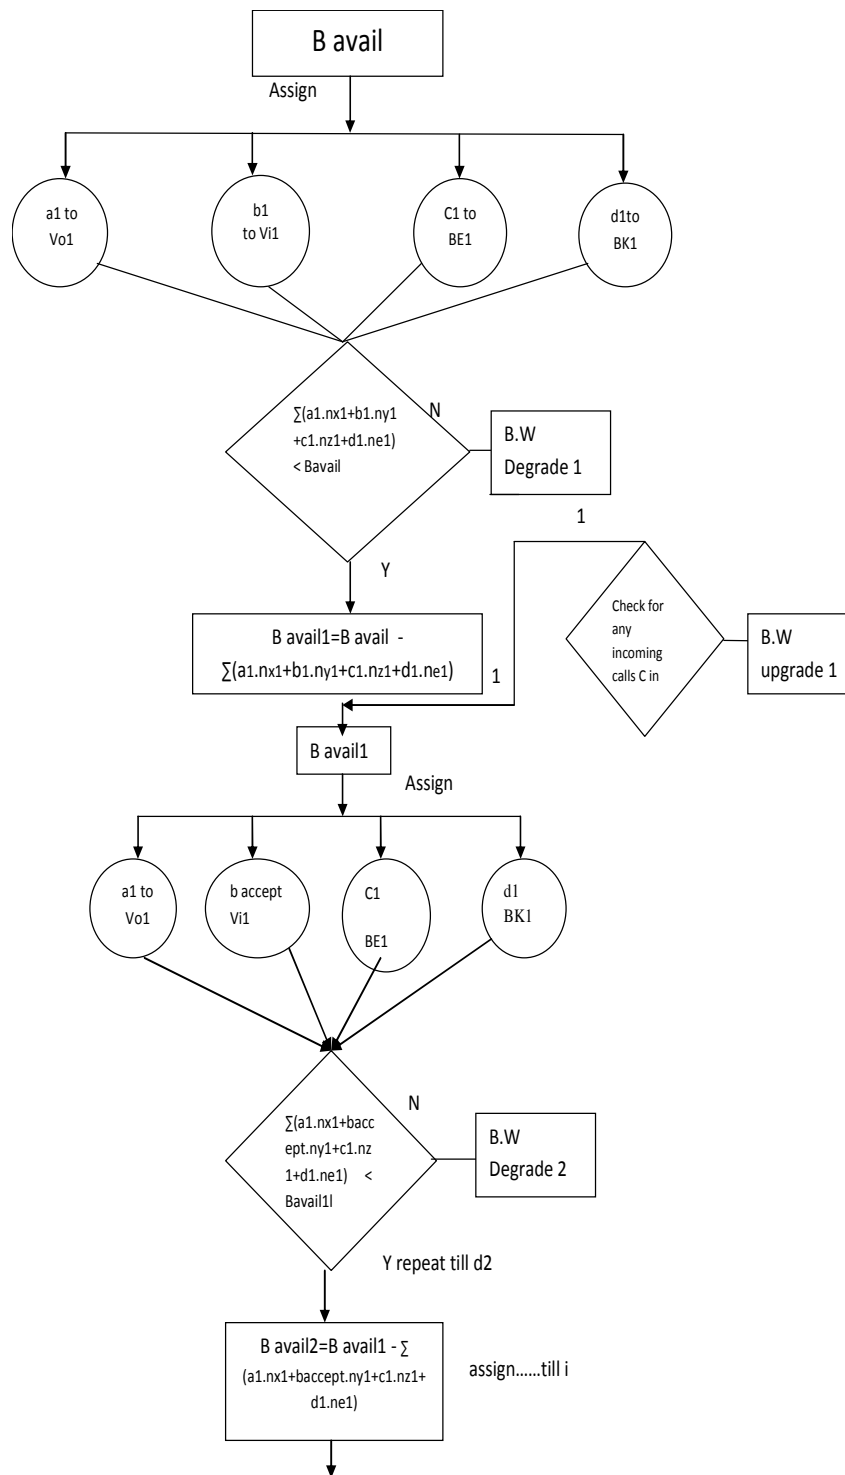 B avail
Assign
a1 to
Vo1
b1
to Vi1
C1 to
BE1
d1to
BK1
∑(a1.nx1+b1.ny1
+c1.nz1+d1.ne1)
< Bavail
N
B.W
Degrade 1
1
Y
Check for
any
incoming
calls C in
B.W
upgrade 1
B avail1=B avail -
∑(a1.nx1+b1.ny1+c1.nz1+d1.ne1)
1
B avail1
Assign
a1 to
Vo1
b accept
Vi1
C1
BE1
d1
BK1
∑(a1.nx1+bacc
ept.ny1+c1.nz
1+d1.ne1) <
Bavail1l
N
B.W
Degrade 2
Y repeat till d2
B avail2=B avail1 - ∑
(a1.nx1+baccept.ny1+c1.nz1+
d1.ne1)
assign......till i